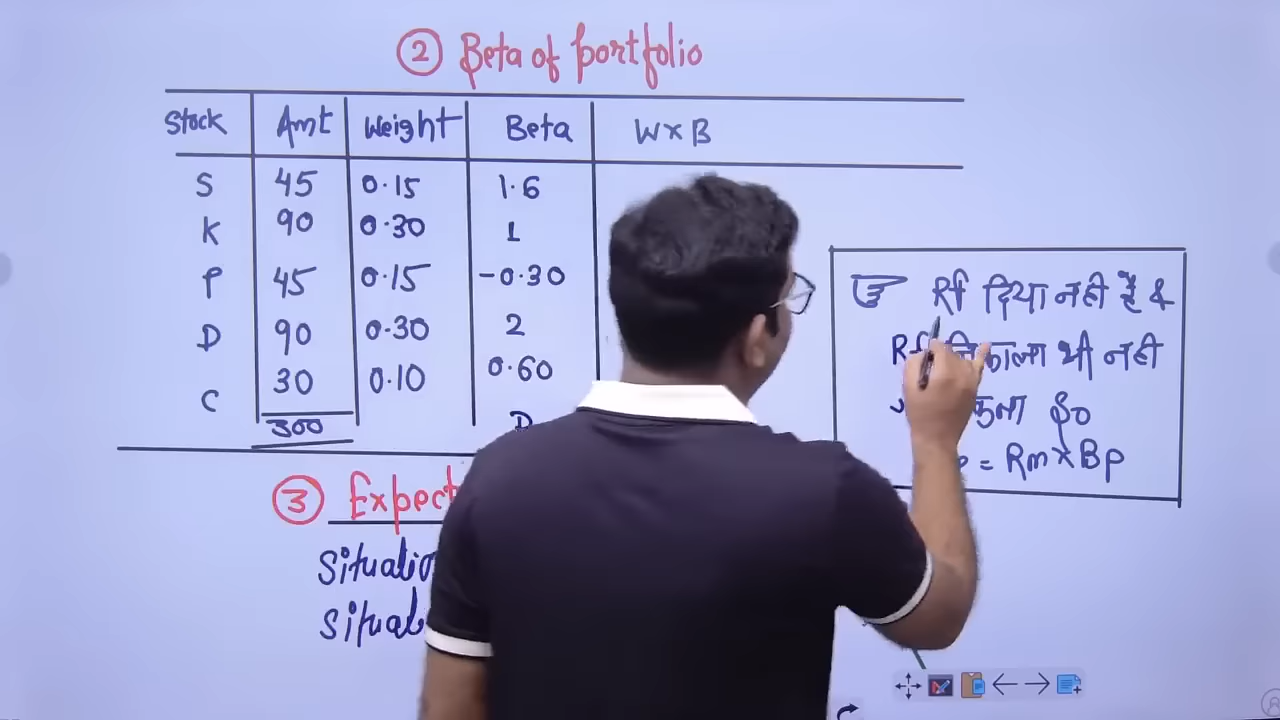 ② Beta of portfolio
Stock Amt Weight Beta W×B
S 45 0.15 1.6
K 90 0.30 1
P 45 0.15 -0.30
D 90 0.30 2
C 30 0.10 0.60
300
Rf दिया नही है &
Rf नही
So
= Rm×Bp
③ Expect
Situatio
Situat